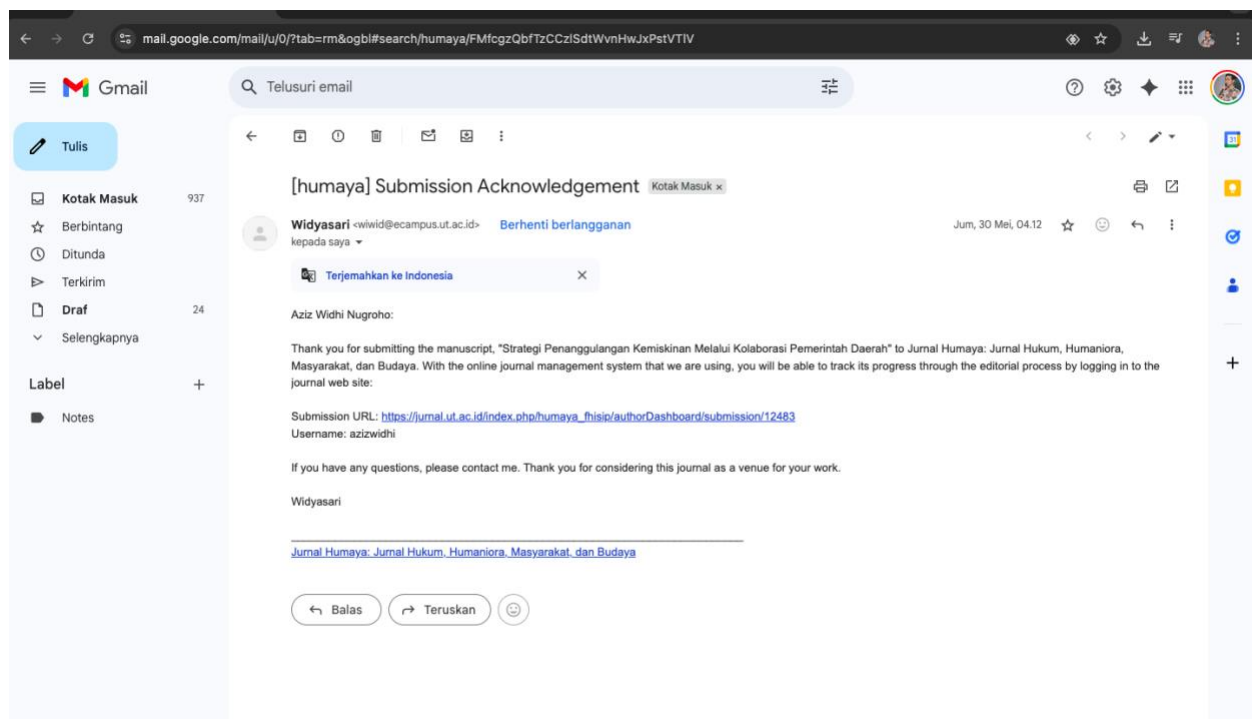 mail.google.com/mail/u/0/?tab=rm&ogbl#search/humaya/FMfcgzQbfTzCCzlSdtWvnHwJxPstVTlV
Gmail
Telusuri email
Tulis
Kotak Masuk 937
Berbintang
Ditunda
Terkirim
Draf 24
Selengkapnya
Label
Notes
[humaya] Submission Acknowledgement Kotak Masuk x
Widyasari <wiwid@ecampus.ut.ac.id> Berhenti berlangganan Jum, 30 Mei, 04.12
kepada saya
Terjemahkan ke Indonesia
Aziz Widhi Nugroho:
Thank you for submitting the manuscript, "Strategi Penanggulangan Kemiskinan Melalui Kolaborasi Pemerintah Daerah" to Jurnal Humaya: Jurnal Hukum, Humaniora,
Masyarakat, dan Budaya. With the online journal management system that we are using, you will be able to track its progress through the editorial process by logging in to the
journal web site:
Submission URL: https://jurnal.ut.ac.id/index.php/humaya_fhisip/authorDashboard/submission/12483
Username: azizwidhi
If you have any questions, please contact me. Thank you for considering this journal as a venue for your work.
Widyasari
Jurnal Humaya: Jurnal Hukum, Humaniora, Masyarakat, dan Budaya
Balas
Teruskan
31